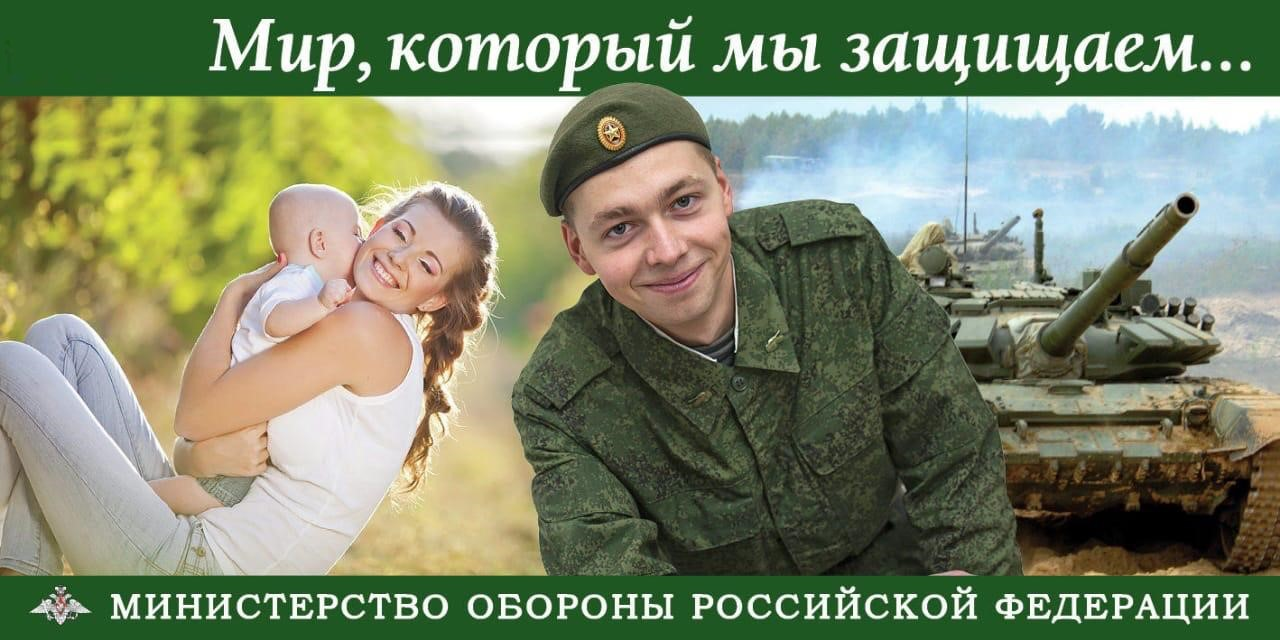 Мир, который мы защищаем...
МИНИСТЕРСТВО ОБОРОНЫ РОССИЙСКОЙ ФЕДЕРАЦИИ